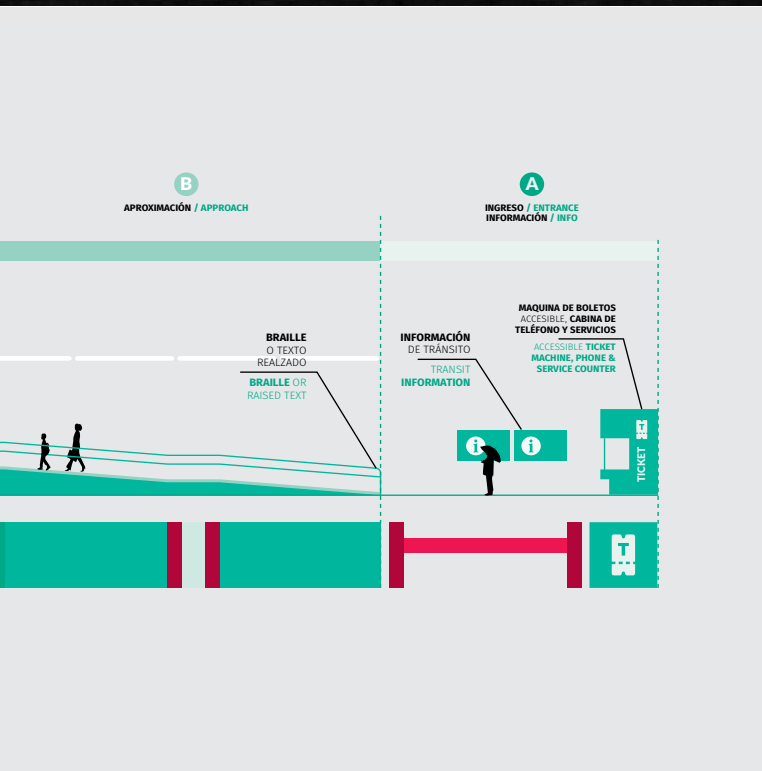 B
APROXIMACIÓN / APPROACH
A
INGRESO / ENTRANCE
INFORMACIÓN / INFO
BRAILLE
O TEXTO
REALZADO
BRAILLE OR
RAISED TEXT
INFORMACIÓN
DE TRÁNSITO
TRANSIT
INFORMATION
MAQUINA DE BOLETOS
ACCESIBLE, CABINA DE
TELÉFONO Y SERVICIOS
ACCESSIBLE TICKET
MACHINE, PHONE &
SERVICE COUNTER
i
i
T
TICKET
T